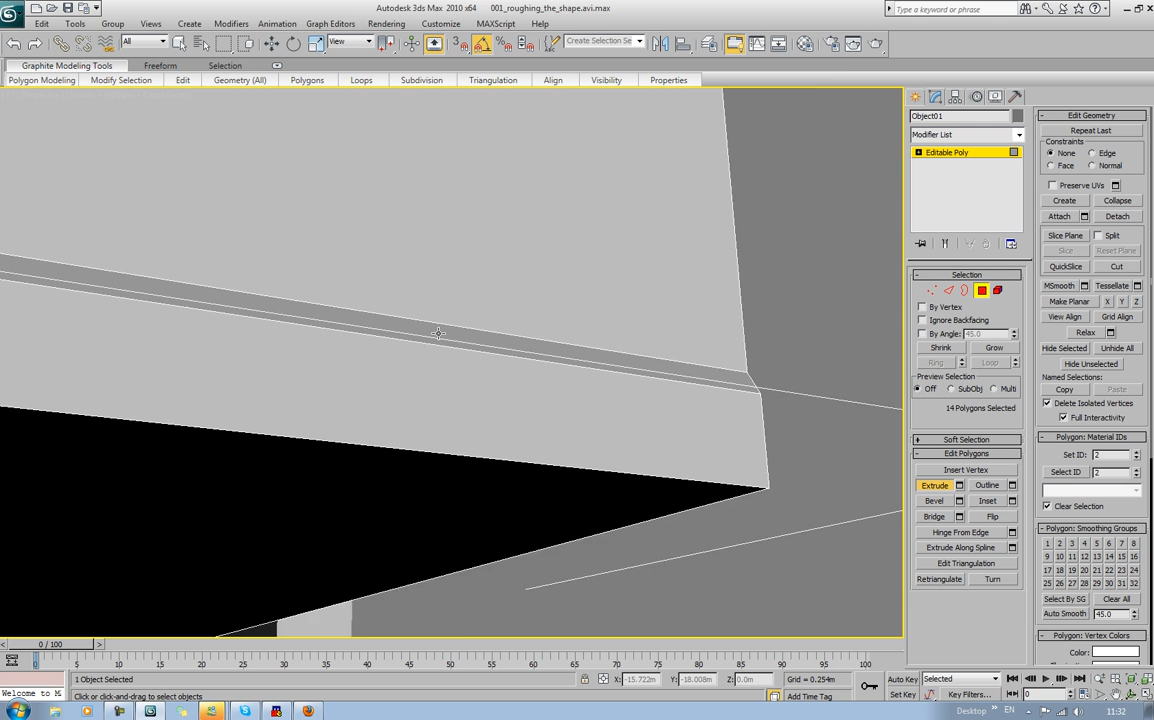 Autodesk 3ds Max 2010 x64 001_roughing_the_shape.avi.max
Type a keyword or phrase
Edit Tools Group Views Create Modifiers Animation Graph Editors Rendering Customize MAXScript Help
All View Create Selection Se
Graphite Modeling Tools Freeform Selection
Polygon Modeling Modify Selection Edit Geometry (All) Polygons Loops Subdivision Triangulation Align Visibility Properties
Object01
Modifier List
Editable Poly
Selection
By Vertex
Ignore Backfacing
By Angle: 45.0
Shrink Grow
Ring Loop
Preview Selection
Off SubObj Multi
14 Polygons Selected
Soft Selection
Edit Polygons
Insert Vertex
Extrude Outline
Bevel Inset
Bridge Flip
Hinge From Edge
Extrude Along Spline
Edit Triangulation
Retriangulate Turn
Edit Geometry
Repeat Last
Constraints
None Edge
Face Normal
Preserve UVs
Create Collapse
Attach Detach
Slice Plane Split
Slice Reset Plane
QuickSlice Cut
MSmooth Tessellate
Make Planar X Y Z
View Align Grid Align
Relax
Hide Selected Unhide All
Hide Unselected
Named Selections:
Copy Paste
Delete Isolated Vertices
Full Interactivity
Polygon: Material IDs
Set ID: 2
Select ID 2
Clear Selection
Polygon: Smoothing Groups
1 2 3 4 5 6 7 8
9 10 11 12 13 14 15 16
17 18 19 20 21 22 23 24
25 26 27 28 29 30 31 32
Select By SG Clear All
Auto Smooth 45.0
Polygon: Vertex Colors
Color:
0 / 100
0 5 10 15 20 25 30 35 40 45 50 55 60 65 70 75 80 85 90 95 100
1 Object Selected X: -15.722m Y: -18.008m Z: 0.0m Grid = 0.254m Auto Key Selected
Welcome to M Click or click-and-drag to select objects Add Time Tag Set Key Key Filters... 0
Desktop » EN 11:32